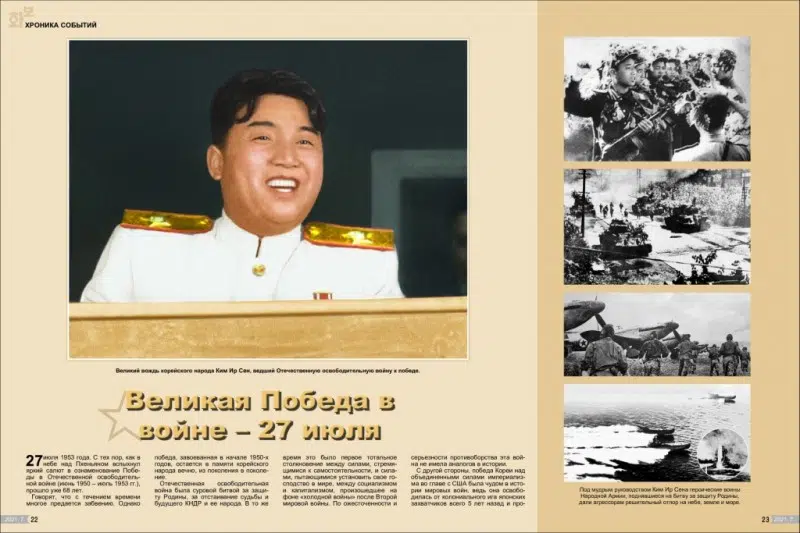 화보
ХРОНИКА СОБЫТИЙ
Великий вождь корейского народа Ким Ир Сен, ведший Отечественную освободительную войну к победе.
Великая Победа в
войне – 27 июля
27 июля 1953 года. С тех пор, как в
небе над Пхеньяном вспыхнул
яркий салют в ознаменование Побе-
ды в Отечественной освободитель-
ной войне (июнь 1950 – июль 1953 гг.),
прошло уже 68 лет.
Говорят, что с течением времени
многое предается забвению. Однако
победа, завоеванная в начале 1950-х
годов, остается в памяти корейского
народа вечно, из поколения в поколе-
ние.
Отечественная освободительная
война была суровой битвой за защи-
ту Родины, за отстаивание судьбы и
будущего КНДР и ее народа. В то же
время это было первое тотальное
столкновение между силами, стремя-
щимися к самостоятельности, и сила-
ми, пытающимися установить свое го-
сподство в мире, между социализмом
и капитализмом, произошедшее на
фоне «холодной войны» после Второй
мировой войны. По ожесточенности и
серьезности противоборства эта вой-
на не имела аналогов в истории.
С другой стороны, победа Кореи над
объединенными силами империализ-
ма во главе с США была чудом в исто-
рии мировых войн, ведь она освобо-
дилась от колониального ига японских
захватчиков всего 5 лет назад и про-
Под мудрым руководством Ким Ир Сена героические воины
Народной Армии, поднявшиеся на битву за защиту Родины,
дали агрессорам решительный отпор на небе, земле и море.
2021. 7. 22
23 2021. 7.